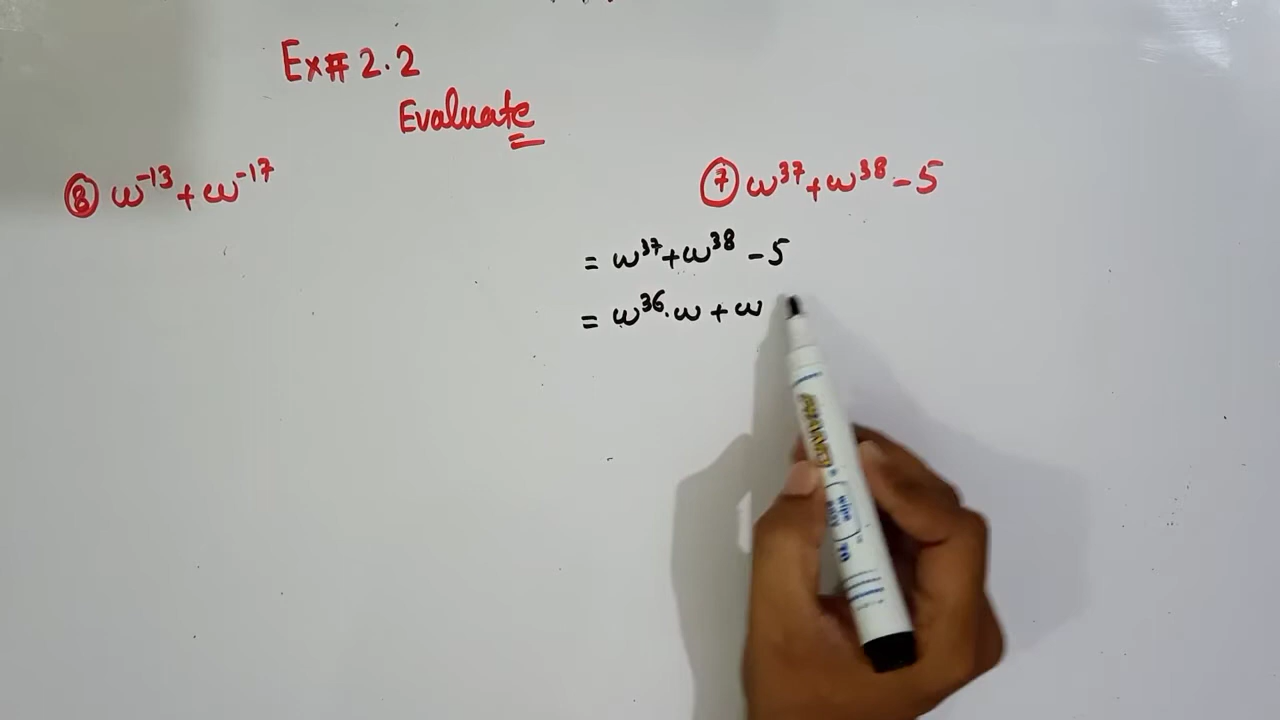 Ex# 2.2
Evaluate
⑧ ω⁻¹³ + ω⁻¹⁷
⑦ ω³⁷ + ω³⁸ - 5
= ω³⁷ + ω³⁸ - 5
= ω³⁶. ω + ω